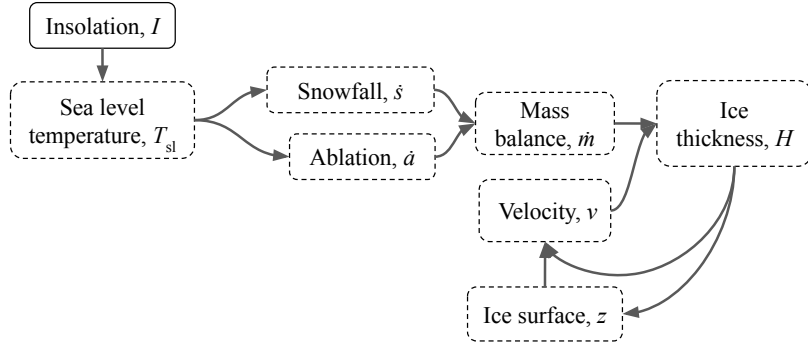 Insolation, I
Sea level
temperature, Tsl
Snowfall, ṡ
Ablation, ȧ
Mass
balance, ṁ
Ice
thickness, H
Velocity, v
Ice surface, z